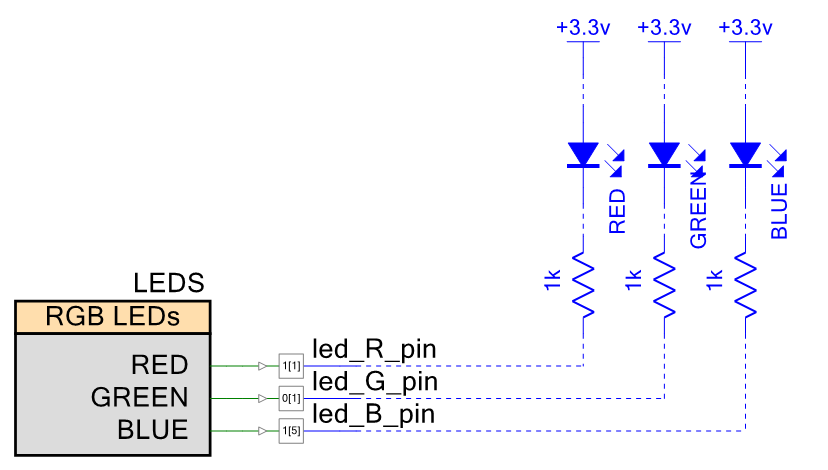 +3.3v +3.3v +3.3v
RED
GREEN
BLUE
1k 1k 1k
LEDS
RGB LEDs
RED 1[1] led_R_pin
GREEN 0[1] led_G_pin
BLUE 1[5] led_B_pin